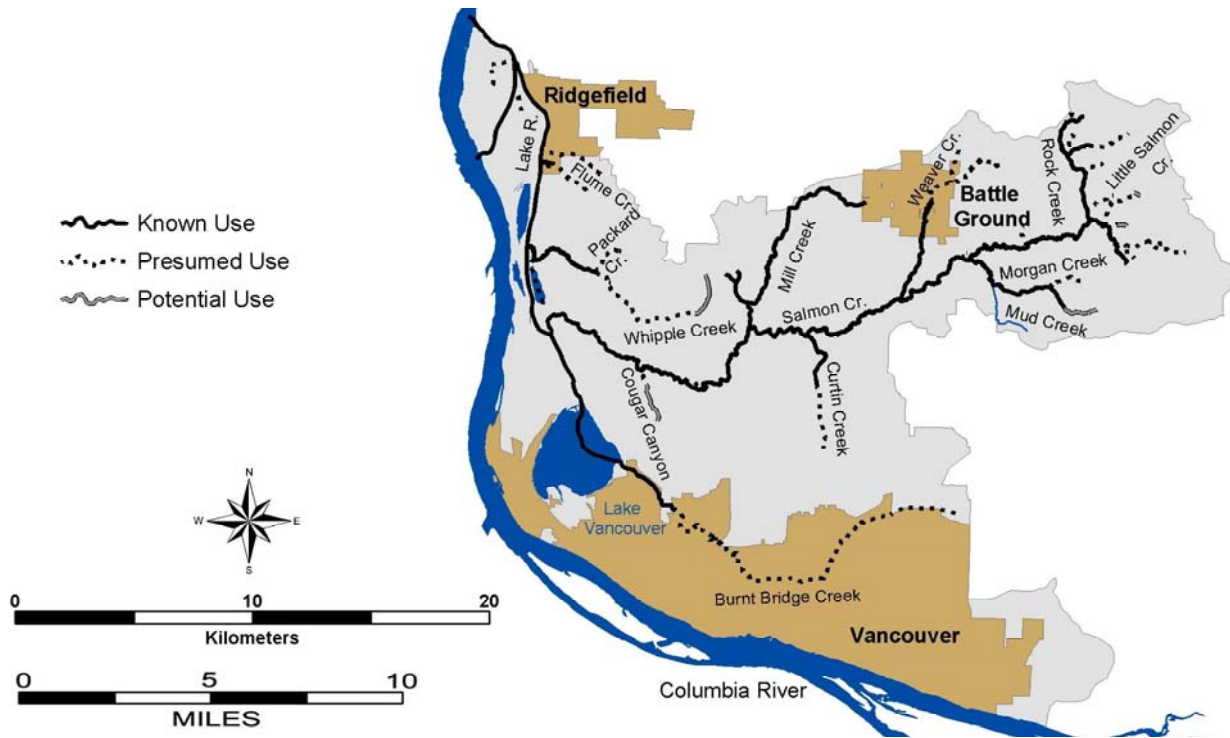 Ridgefield
Lake R.
Flume Cr.
Packard
Cr.
Known Use
Presumed Use
Potential Use
Weaver Cr.
Battle
Ground
Rock Creek
Little Salmon
Cr.
Mill Creek
Morgan Creek
Mud Creek
Salmon Cr.
Whipple Creek
Curtin Creek
Cougar Canyon
Lake
Vancouver
N
W
E
S
Burnt Bridge Creek
Vancouver
Columbia River
0 10 20
Kilometers
0 5 10
MILES